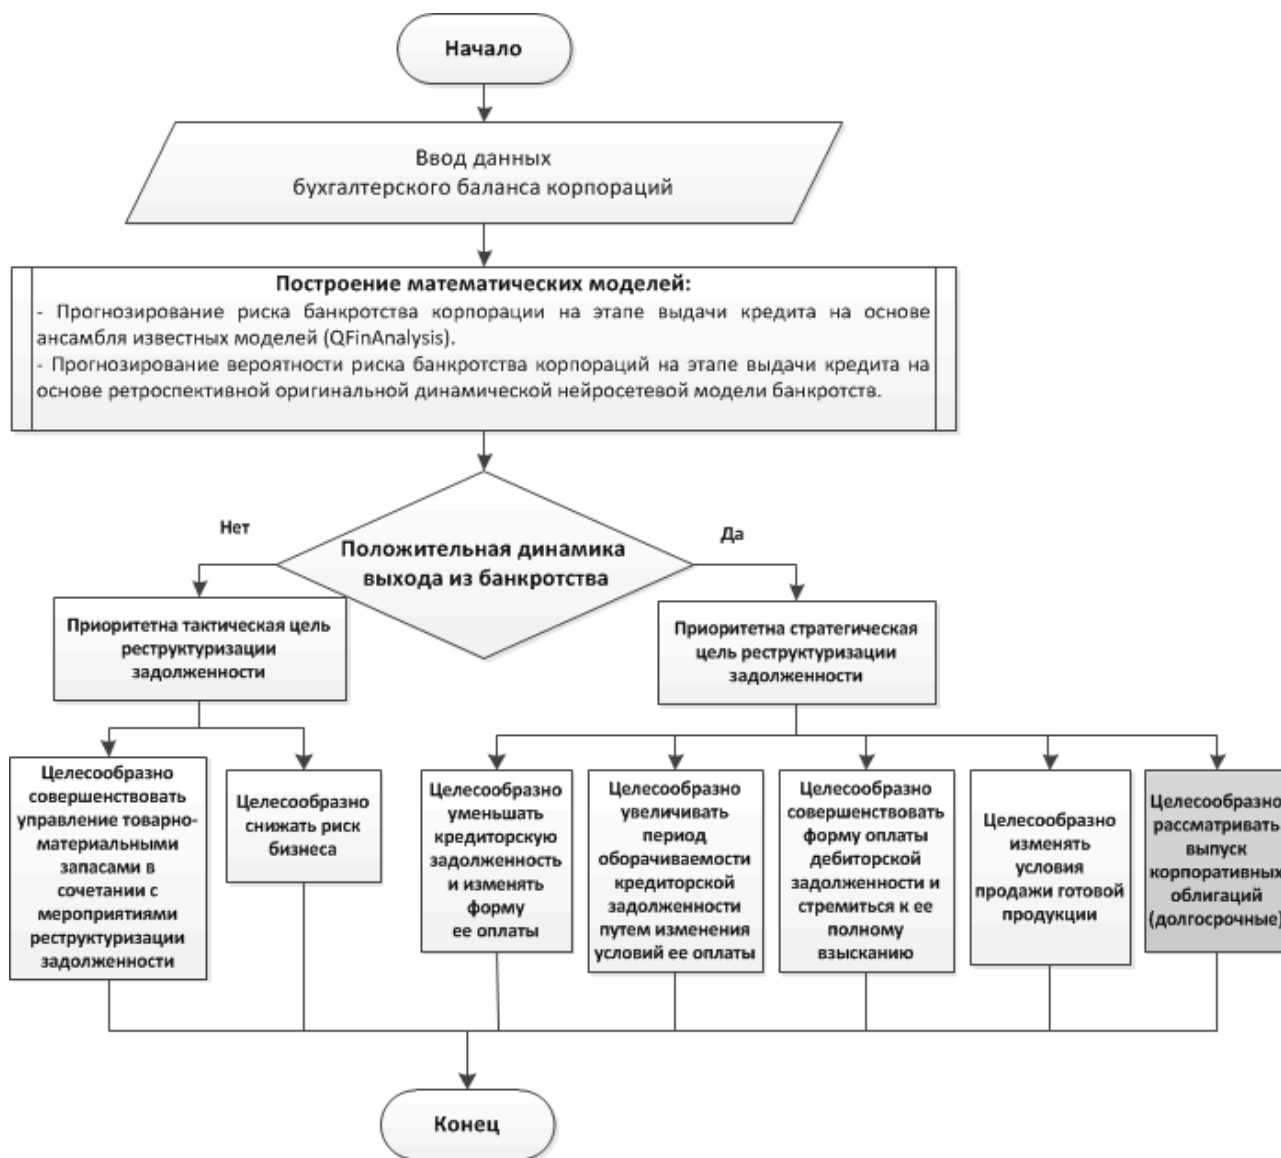 Начало
Ввод данных
бухгалтерского баланса корпораций
Построение математических моделей:
- Прогнозирование риска банкротства корпорации на этапе выдачи кредита на основе
ансамбля известных моделей (QFinAnalysis).
- Прогнозирование вероятности риска банкротства корпораций на этапе выдачи кредита на
основе ретроспективной оригинальной динамической нейросетевой модели банкротств.
Нет
Да
Положительная динамика
выхода из банкротства
Приоритетна тактическая цель
реструктуризации
задолженности
Приоритетна стратегическая
цель реструктуризации
задолженности
Целесообразно
совершенствовать
управление товарно-
материальными
запасами в
сочетании с
мероприятиями
реструктуризации
задолженности
Целесообразно
снижать риск
бизнеса
Целесообразно
уменьшать
кредиторскую
задолженность
и изменять
форму
ее оплаты
Целесообразно
увеличивать
период
оборачиваемости
кредиторской
задолженности
путем изменения
условий ее оплаты
Целесообразно
совершенствовать
форму оплаты
дебиторской
задолженности и
стремиться к ее
полному
взысканию
Целесообразно
изменять
условия
продажи готовой
продукции
Целесообразно
рассматривать
выпуск
корпоративных
облигаций
(долгосрочные)
Конец